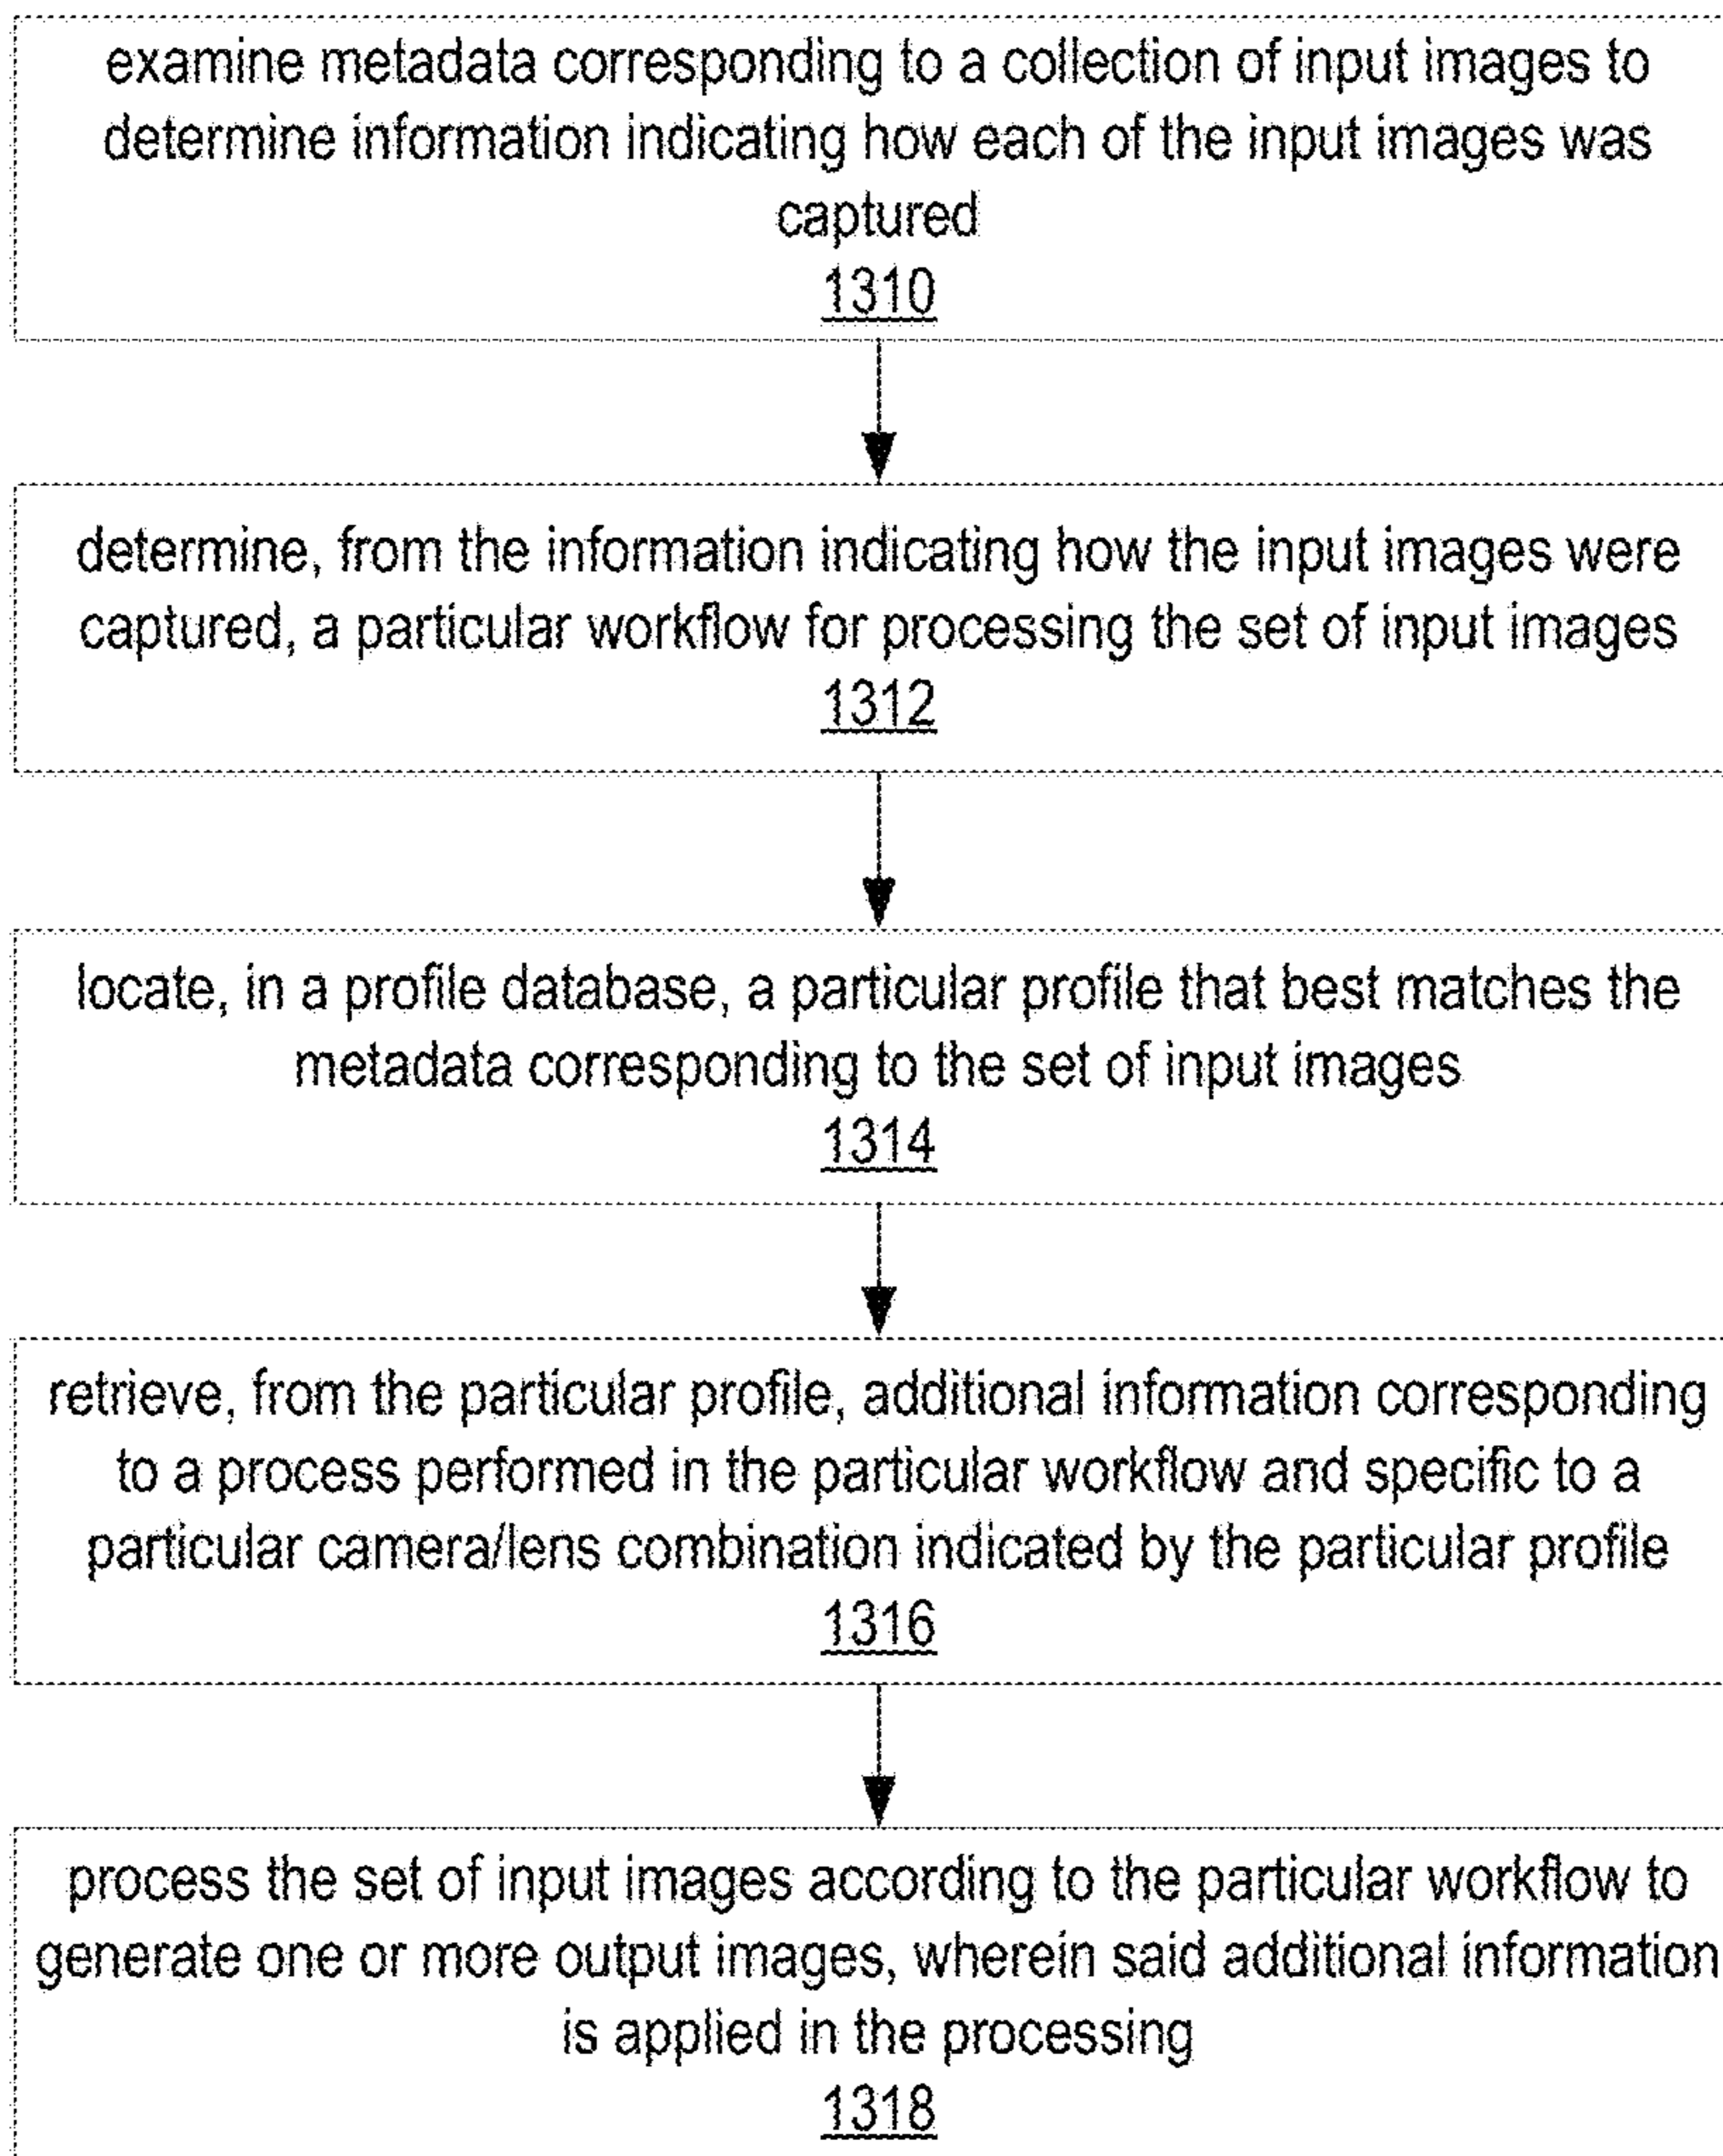 examine metadata corresponding to a collection of input images to
determine information indicating how each of the input images was
captured
1310
determine, from the information indicating how the input images were
captured, a particular workflow for processing the set of input images
1312
locate, in a profile database, a particular profile that best matches the
metadata corresponding to the set of input images
1314
retrieve, from the particular profile, additional information corresponding
to a process performed in the particular workflow and specific to a
particular camera/lens combination indicated by the particular profile
1316
process the set of input images according to the particular workflow to
generate one or more output images, wherein said additional information
is applied in the processing
1318